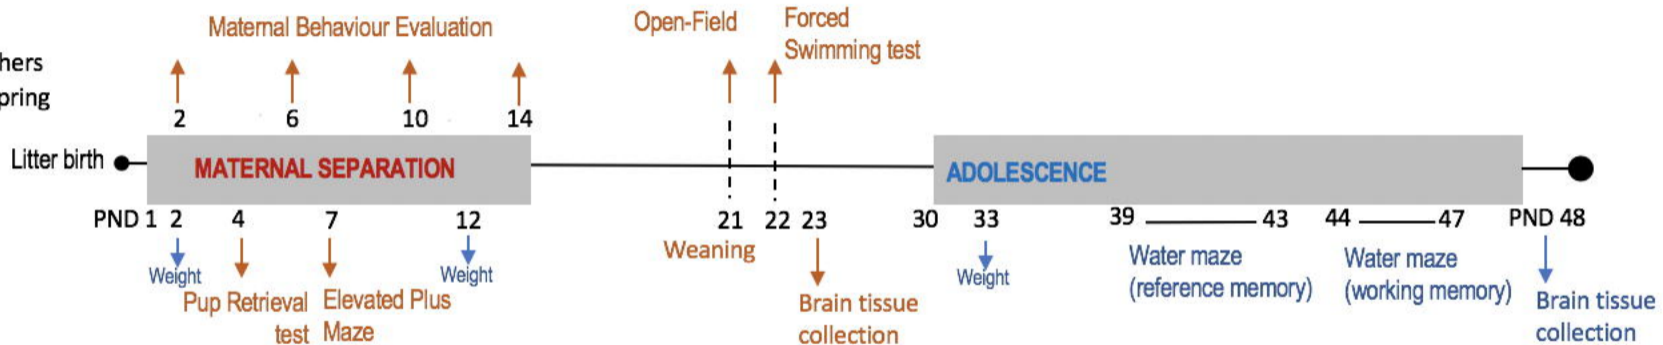 Maternal Behaviour Evaluation
Open-Field
Forced
Swimming test
hers
pring
2 6 10 14
Litter birth
MATERNAL SEPARATION
ADOLESCENCE
PND 1 2 4 7 12 21 22 23 30 33 39 43 44 47 PND 48
Weaning
Weight
Weight
Weight
Pup Retrieval
test
Elevated Plus
Maze
Brain tissue
collection
Water maze
(reference memory)
Water maze
(working memory)
Brain tissue
collection